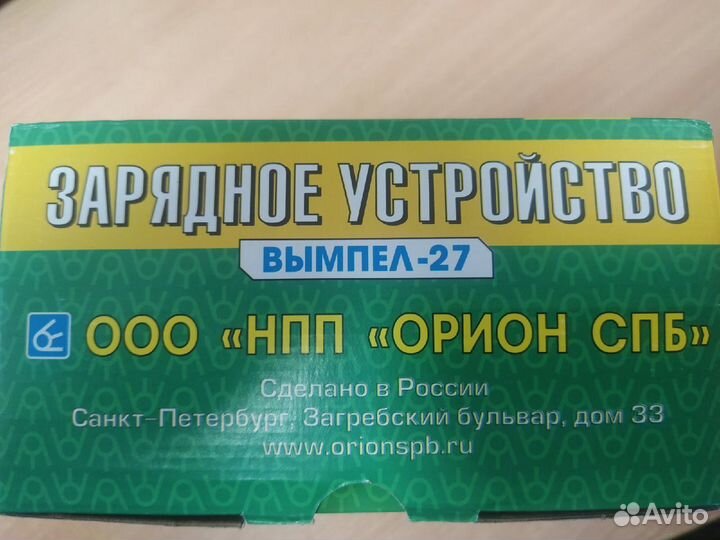 ЗАРЯДНОЕ УСТРОЙСТВО
ВЫМПЕЛ-27
ООО «НПП «ОРИОН СПБ»
Сделано в России
Санкт-Петербург, Загребский бульвар, дом 33
www.orionspb.ru
Avito